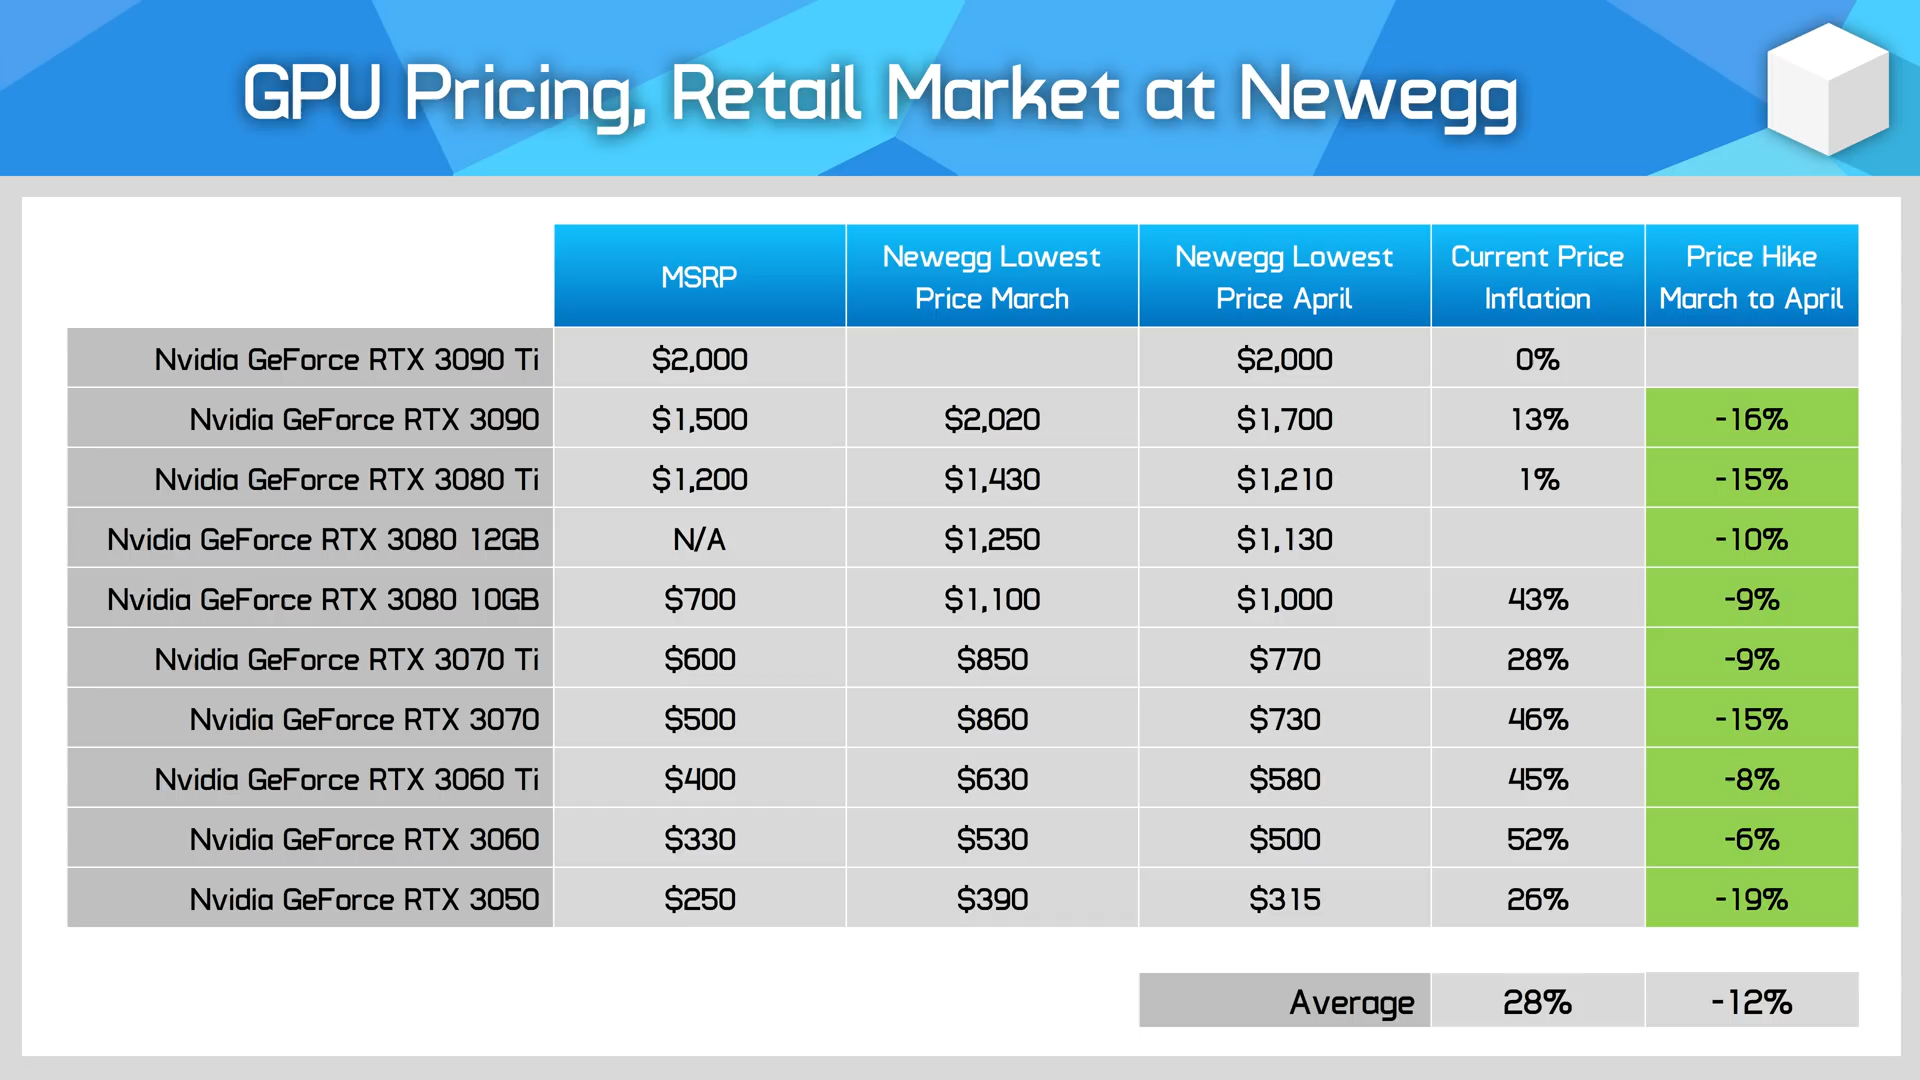 GPU Pricing, Retail Market at Newegg
MSRP
Newegg Lowest Price March
Newegg Lowest Price April
Current Price Inflation
Price Hike March to April
Nvidia GeForce RTX 3090 Ti $2,000 $2,000 0%
Nvidia GeForce RTX 3090 $1,500 $2,020 $1,700 13% -16%
Nvidia GeForce RTX 3080 Ti $1,200 $1,430 $1,210 1% -15%
Nvidia GeForce RTX 3080 12GB N/A $1,250 $1,130 -10%
Nvidia GeForce RTX 3080 10GB $700 $1,100 $1,000 43% -9%
Nvidia GeForce RTX 3070 Ti $600 $850 $770 28% -9%
Nvidia GeForce RTX 3070 $500 $860 $730 46% -15%
Nvidia GeForce RTX 3060 Ti $400 $630 $580 45% -8%
Nvidia GeForce RTX 3060 $330 $530 $500 52% -6%
Nvidia GeForce RTX 3050 $250 $390 $315 26% -19%
Average 28% -12%